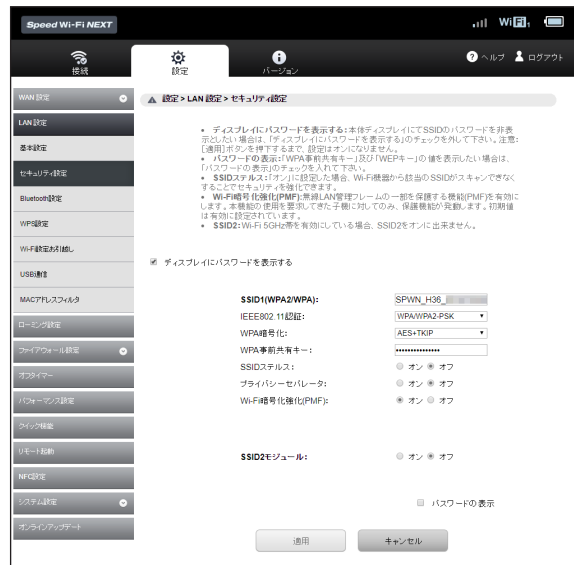 Speed Wi-Fi NEXT
WiFi 1
接続
設定
バージョン
ヘルプ
ログアウト
WAN 設定
LAN 設定
基本設定
セキュリティ設定
Bluetooth設定
WPS設定
Wi-Fi設定お引越し
USB通信
MACアドレスフィルタ
ローミング設定
ファイアウォール設定
オフタイマー
パフォーマンス設定
クイック機能
リモート起動
NFC設定
システム設定
オンラインアップデート
設定 > LAN 設定 > セキュリティ設定
• ディスプレイにパスワードを表示する:本体ディスプレイにてSSIDのパスワードを非表
示としたい場合は、「ディスプレイにパスワードを表示する」のチェックを外して下さい。注意:
[適用]ボタンを押下するまで、設定はオンになりません。
• パスワードの表示:「WPA事前共有キー」及び「WEPキー」の値を表示したい場合は、
「パスワードの表示」のチェックを入れて下さい。
• SSIDステルス:「オン」に設定した場合、Wi-Fi機器から該当のSSIDがスキャンできなく
することでセキュリティを強化できます。
• Wi-Fi暗号化強化(PMF):無線LAN管理フレームの一部を保護する機能(PMF)を有効に
します。本機能の使用を要求してきた子機に対してのみ、保護機能が発動します。初期値
は有効に設定されています。
• SSID2:Wi-Fi 5GHz帯を有効にしている場合、SSID2をオンに出来ません。
ディスプレイにパスワードを表示する
SSID1(WPA2/WPA): SPWN_H36_
IEEE802.11認証: WPA/WPA2-PSK
WPA暗号化: AES+TKIP
WPA事前共有キー: •••••••••••••••
SSIDステルス: オン オフ
プライバシーセパレータ: オン オフ
Wi-Fi暗号化強化(PMF): オン オフ
SSID2モジュール: オン オフ
パスワードの表示
適用
キャンセル